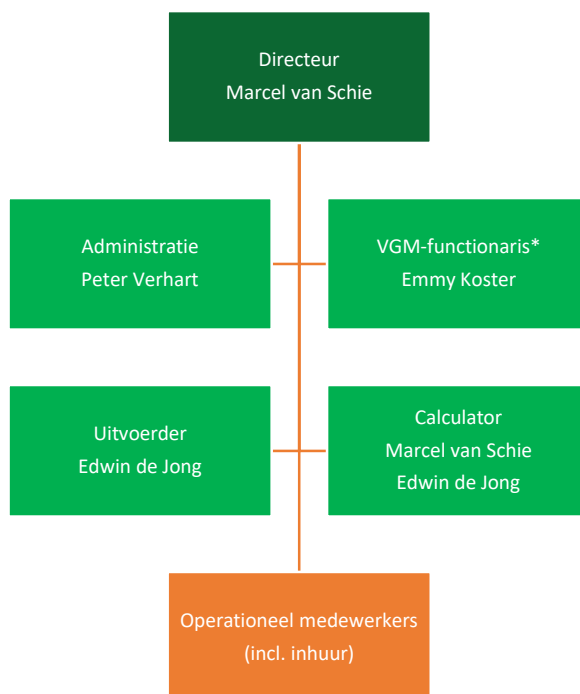 Directeur
Marcel van Schie
Administratie
Peter Verhart
VGM-functionaris*
Emmy Koster
Uitvoerder
Edwin de Jong
Calculator
Marcel van Schie
Edwin de Jong
Operationeel medewerkers
(incl. inhuur)